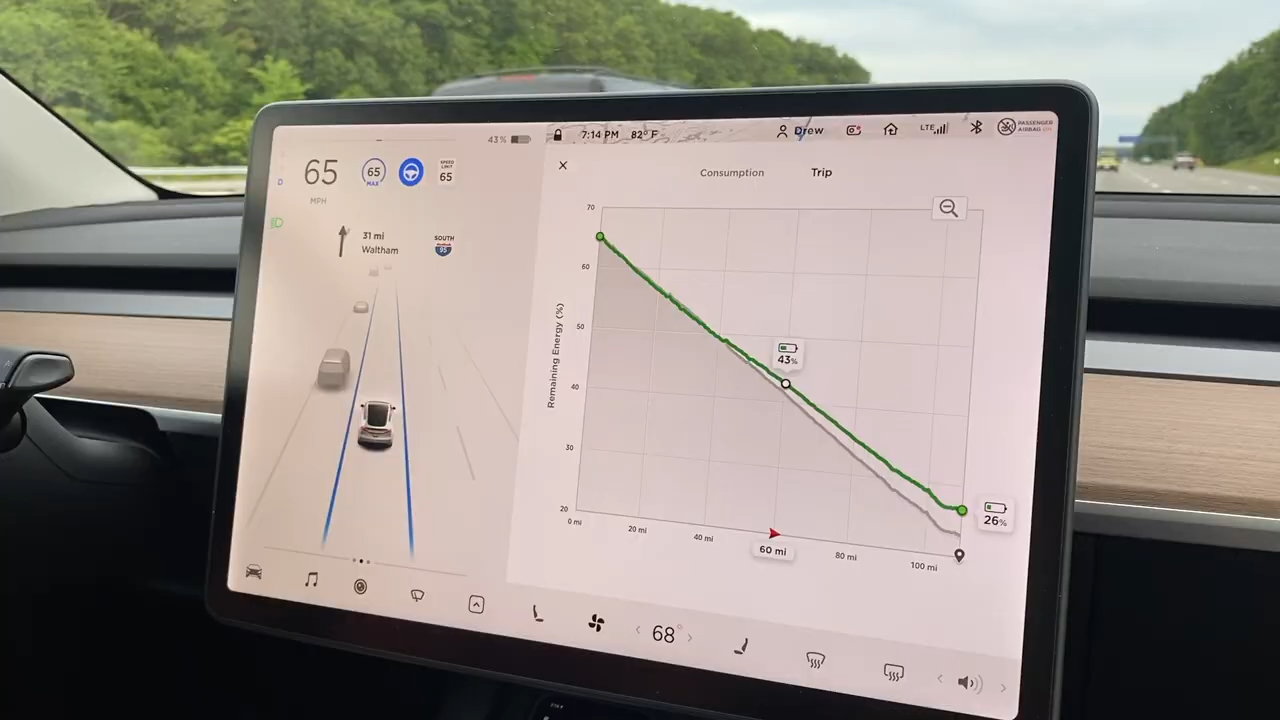 43%
7:14 PM 82°F
Drew
LTE
PASSENGER
AIRBAG ON
D
65
MPH
65
MAX
SPEED
LIMIT
65
31 mi
Waltham
SOUTH
95
Consumption
Trip
Remaining Energy (%)
70
60
50
40
30
20
43%
26%
0 mi
20 mi
40 mi
60 mi
80 mi
100 mi
68°